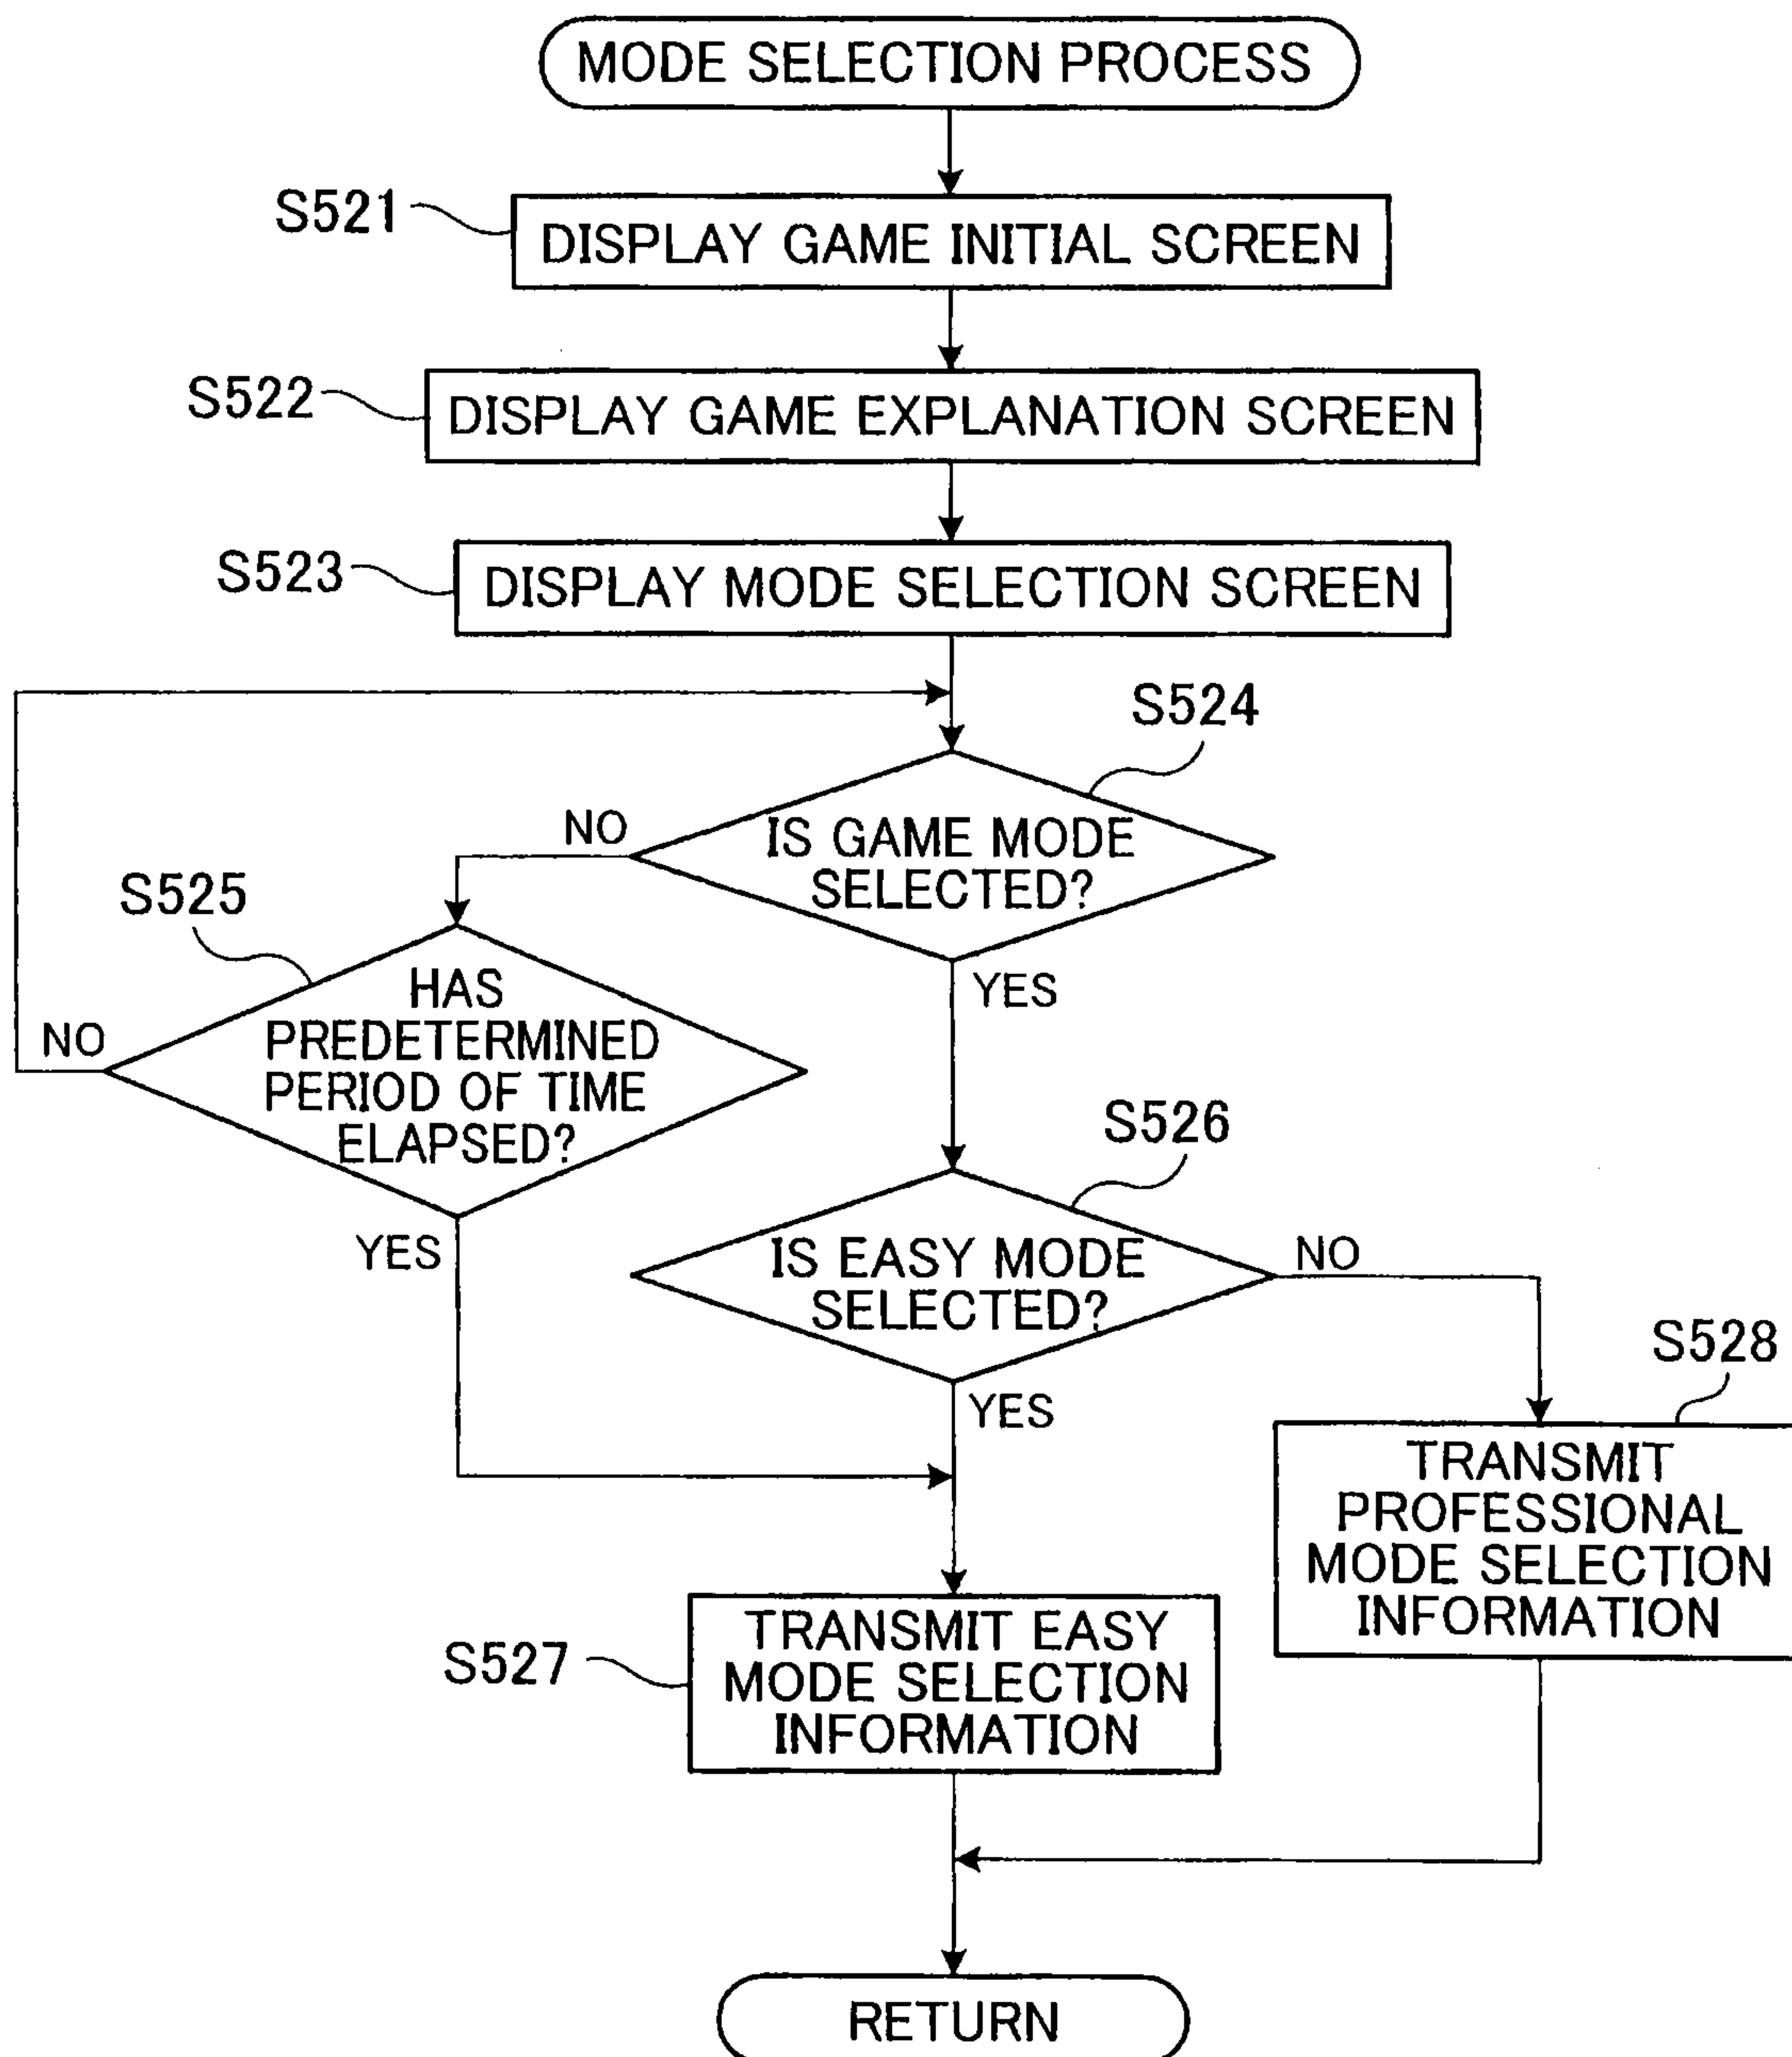 MODE SELECTION PROCESS
S521
DISPLAY GAME INITIAL SCREEN
S522
DISPLAY GAME EXPLANATION SCREEN
S523
DISPLAY MODE SELECTION SCREEN
S524
IS GAME MODE
SELECTED?
NO
YES
S525
HAS
PREDETERMINED
PERIOD OF TIME
ELAPSED?
NO
YES
S526
IS EASY MODE
SELECTED?
NO
YES
S528
TRANSMIT
PROFESSIONAL
MODE SELECTION
INFORMATION
S527
TRANSMIT EASY
MODE SELECTION
INFORMATION
RETURN